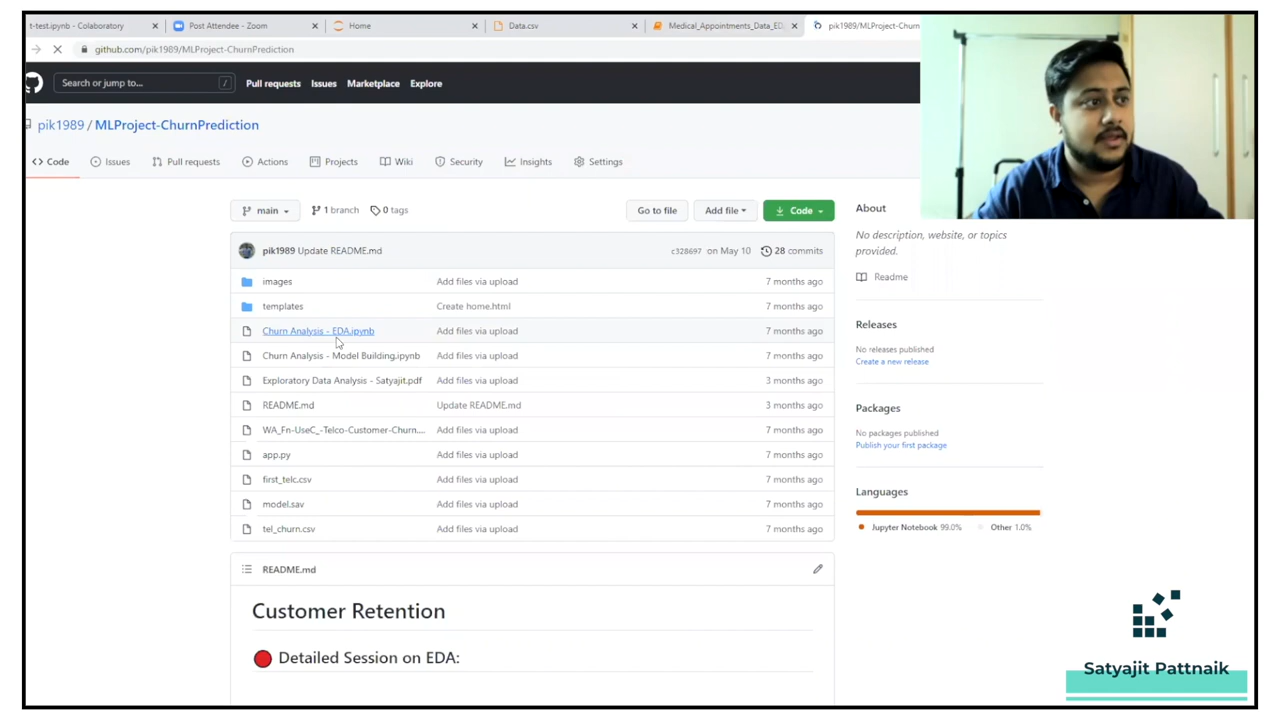 t-test.ipynb - Colaboratory
Post Attendee - Zoom
Home
Data.csv
Medical_Appointments_Data_ED
pik1989/MLProject-Churn
github.com/pik1989/MLProject-ChurnPrediction
Search or jump to...
/
Pull requests
Issues
Marketplace
Explore
pik1989 / MLProject-ChurnPrediction
<> Code
Issues
Pull requests
Actions
Projects
Wiki
Security
Insights
Settings
main
1 branch
0 tags
Go to file
Add file
Code
pik1989 Update README.md
c328697 on May 10
28 commits
images Add files via upload 7 months ago
templates Create home.html 7 months ago
Churn Analysis - EDA.ipynb Add files via upload 7 months ago
Churn Analysis - Model Building.ipynb Add files via upload 7 months ago
Exploratory Data Analysis - Satyajit.pdf Add files via upload 3 months ago
README.md Update README.md 3 months ago
WA_Fn-UseC_-Telco-Customer-Churn.... Add files via upload 7 months ago
app.py Add files via upload 7 months ago
first_telc.csv Add files via upload 7 months ago
model.sav Add files via upload 7 months ago
tel_churn.csv Add files via upload 7 months ago
README.md
Customer Retention
Detailed Session on EDA:
About
No description, website, or topics
provided.
Readme
Releases
No releases published
Create a new release
Packages
No packages published
Publish your first package
Languages
Jupyter Notebook 99.0% Other 1.0%
Satyajit Pattnaik